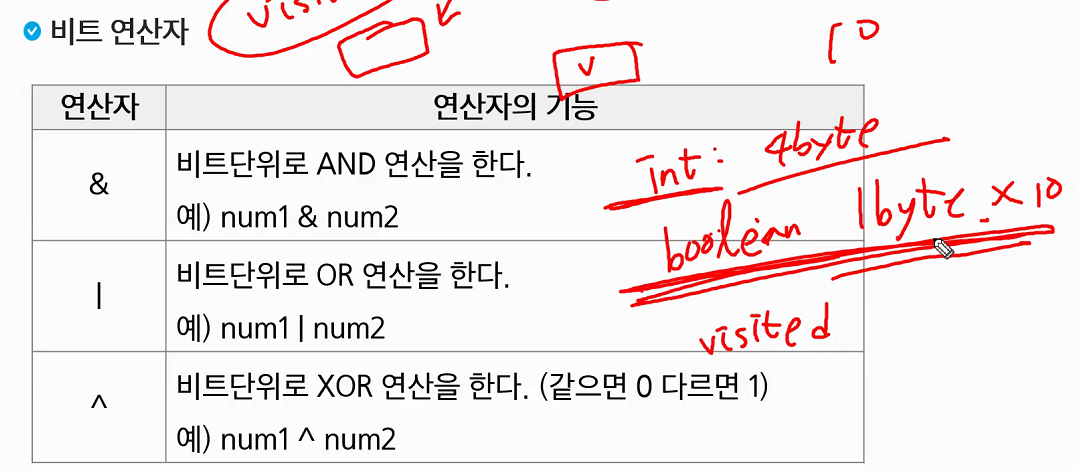 visi
비트 연산자
v
10
연산자 연산자의 기능
& 비트단위로 AND 연산을 한다.
예) num1 & num2
int : 4byte
boolean 1byte × 10
visited
| 비트단위로 OR 연산을 한다.
예) num1 | num2
^ 비트단위로 XOR 연산을 한다. (같으면 0 다르면 1)
예) num1 ^ num2